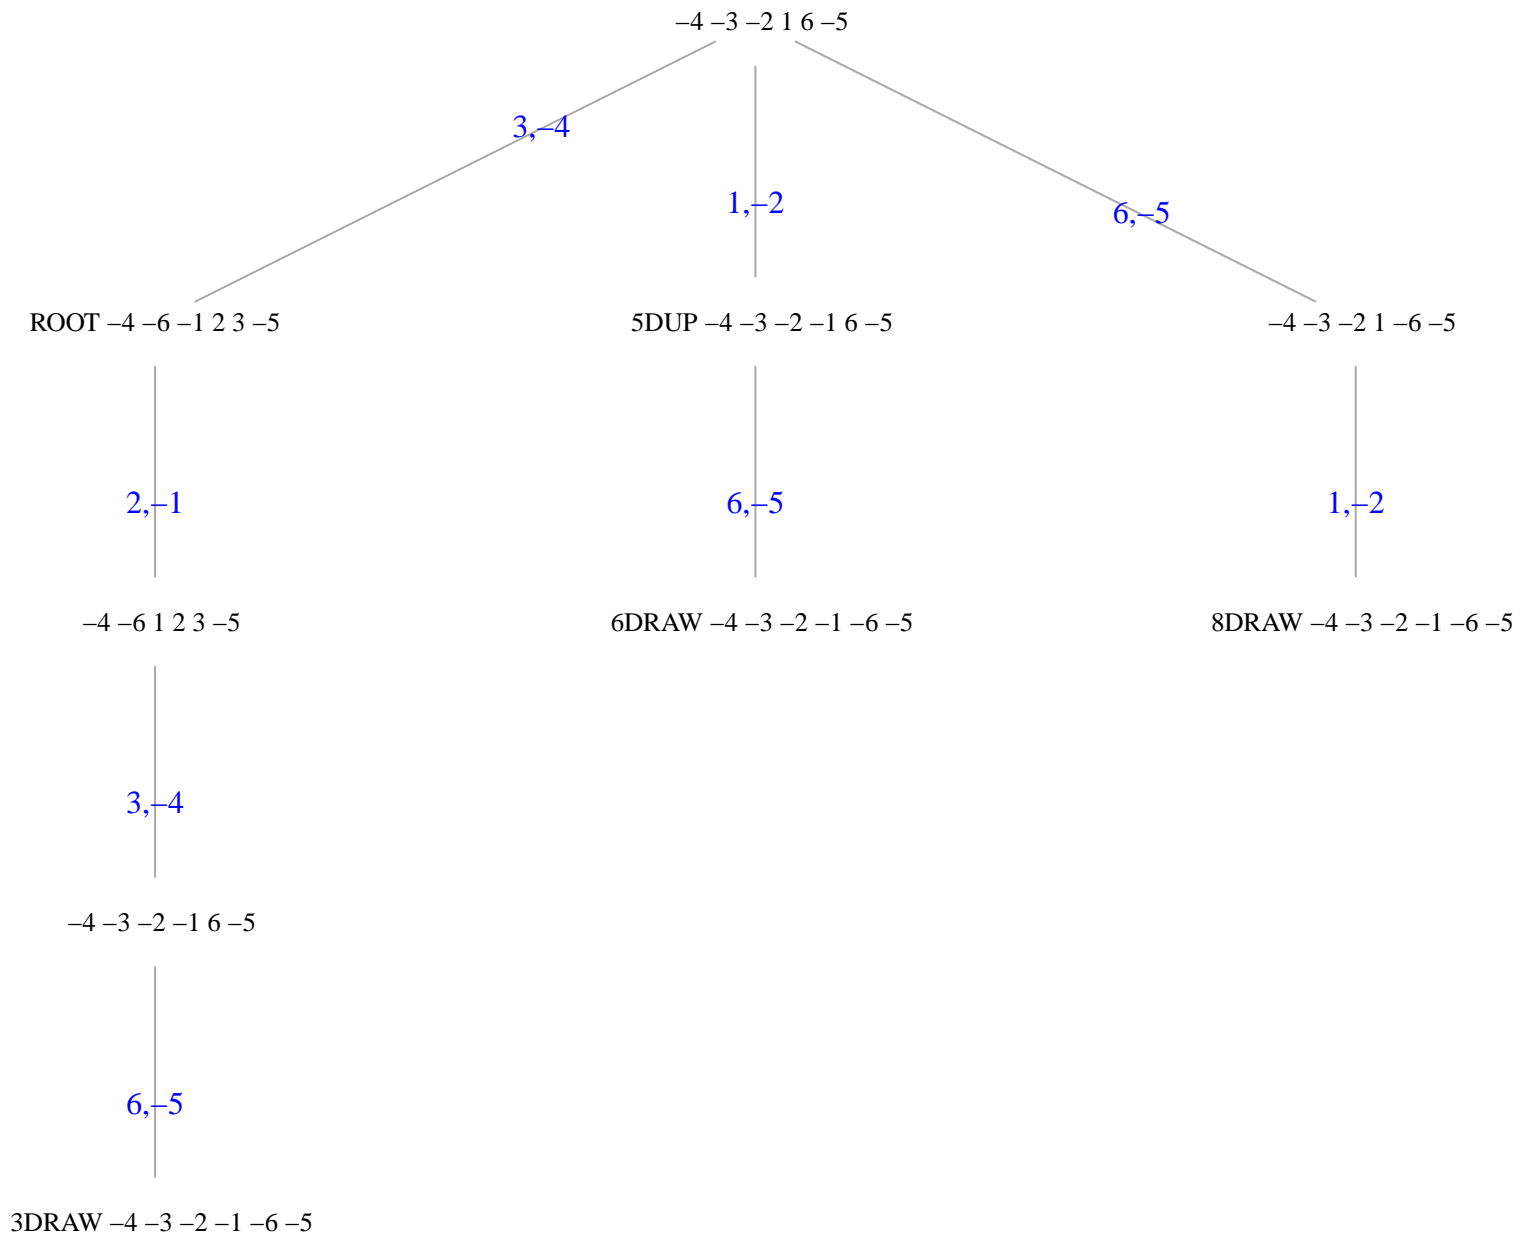 –4 –3 –2 1 6 –5
3,–4
1,–2
6,–5
ROOT –4 –6 –1 2 3 –5
5DUP –4 –3 –2 –1 6 –5
–4 –3 –2 1 –6 –5
2,–1
6,–5
1,–2
–4 –6 1 2 3 –5
6DRAW –4 –3 –2 –1 –6 –5
8DRAW –4 –3 –2 –1 –6 –5
3,–4
–4 –3 –2 –1 6 –5
6,–5
3DRAW –4 –3 –2 –1 –6 –5